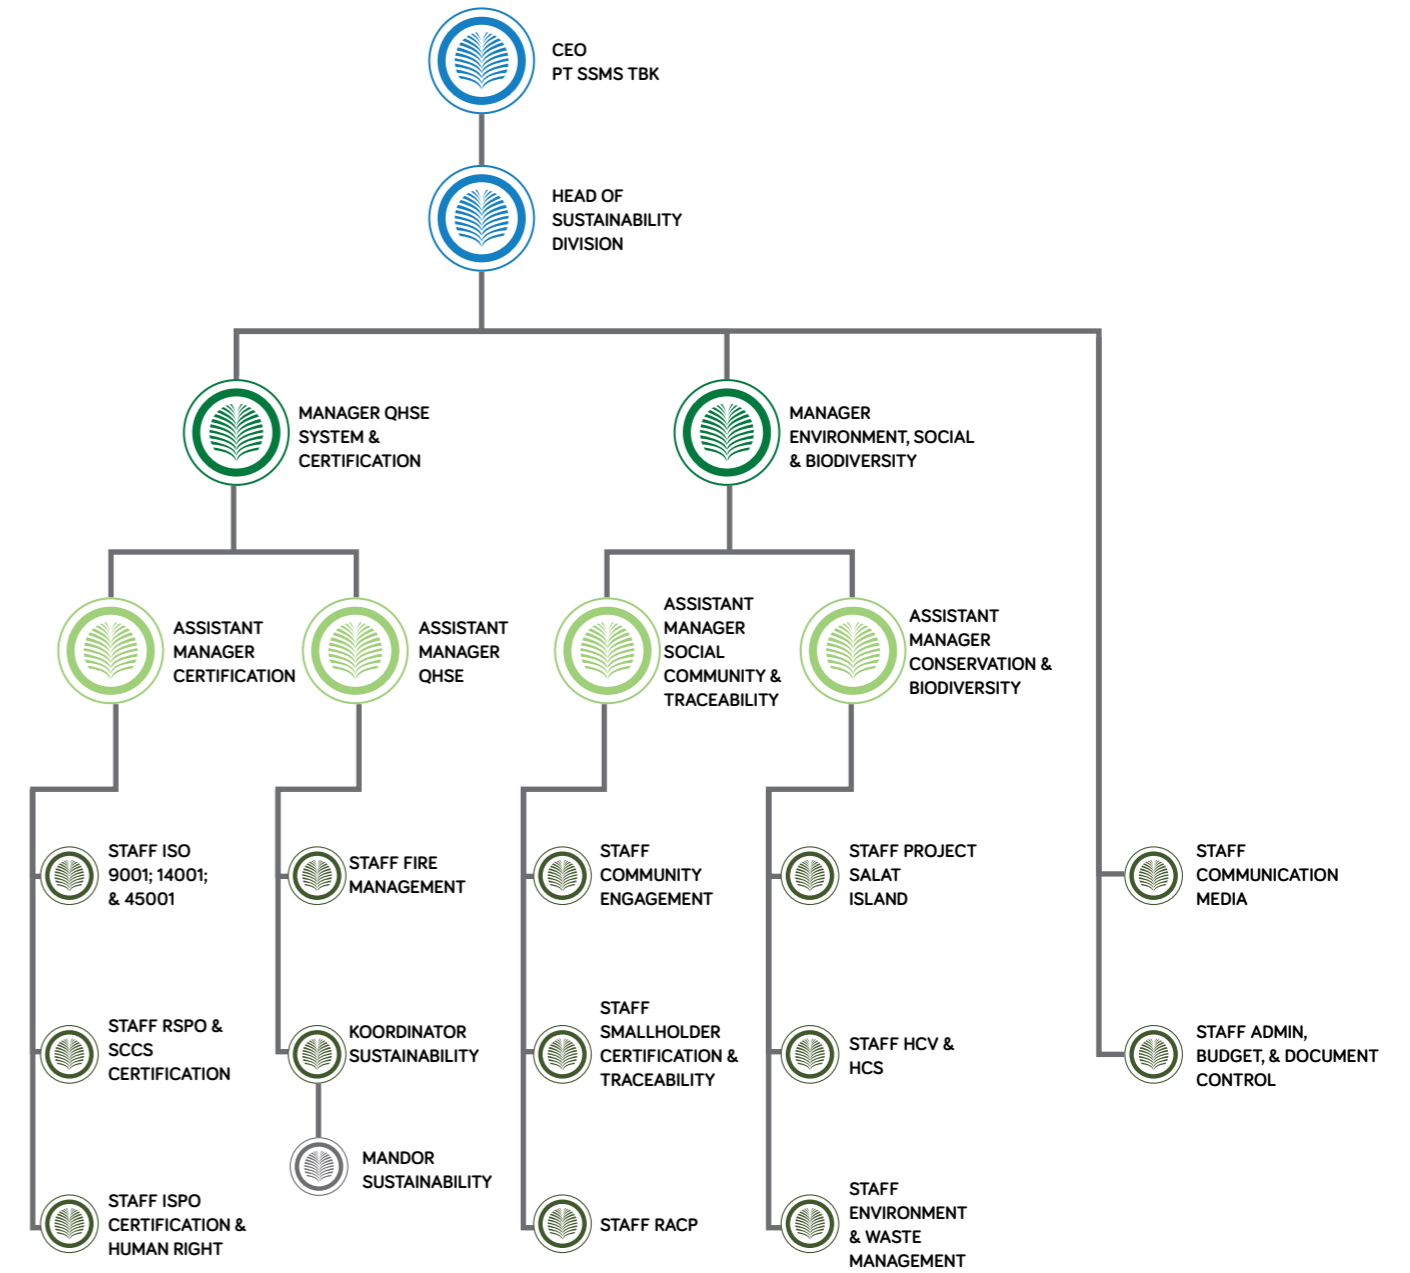 CEO
PT SSMS TBK
HEAD OF
SUSTAINABILITY
DIVISION
MANAGER QHSE
SYSTEM &
CERTIFICATION
MANAGER
ENVIRONMENT, SOCIAL
& BIODIVERSITY
ASSISTANT
MANAGER
CERTIFICATION
ASSISTANT
MANAGER
QHSE
ASSISTANT
MANAGER
SOCIAL
COMMUNITY &
TRACEABILITY
ASSISTANT
MANAGER
CONSERVATION &
BIODIVERSITY
STAFF ISO
9001; 14001;
& 45001
STAFF FIRE
MANAGEMENT
STAFF
COMMUNITY
ENGAGEMENT
STAFF PROJECT
SALAT
ISLAND
STAFF
COMMUNICATION
MEDIA
STAFF RSPO &
SCCS
CERTIFICATION
KOORDINATOR
SUSTAINABILITY
STAFF
SMALLHOLDER
CERTIFICATION &
TRACEABILITY
STAFF HCV &
HCS
STAFF ADMIN,
BUDGET, & DOCUMENT
CONTROL
MANDOR
SUSTAINABILITY
STAFF ISPO
CERTIFICATION &
HUMAN RIGHT
STAFF RACP
STAFF
ENVIRONMENT
& WASTE
MANAGEMENT